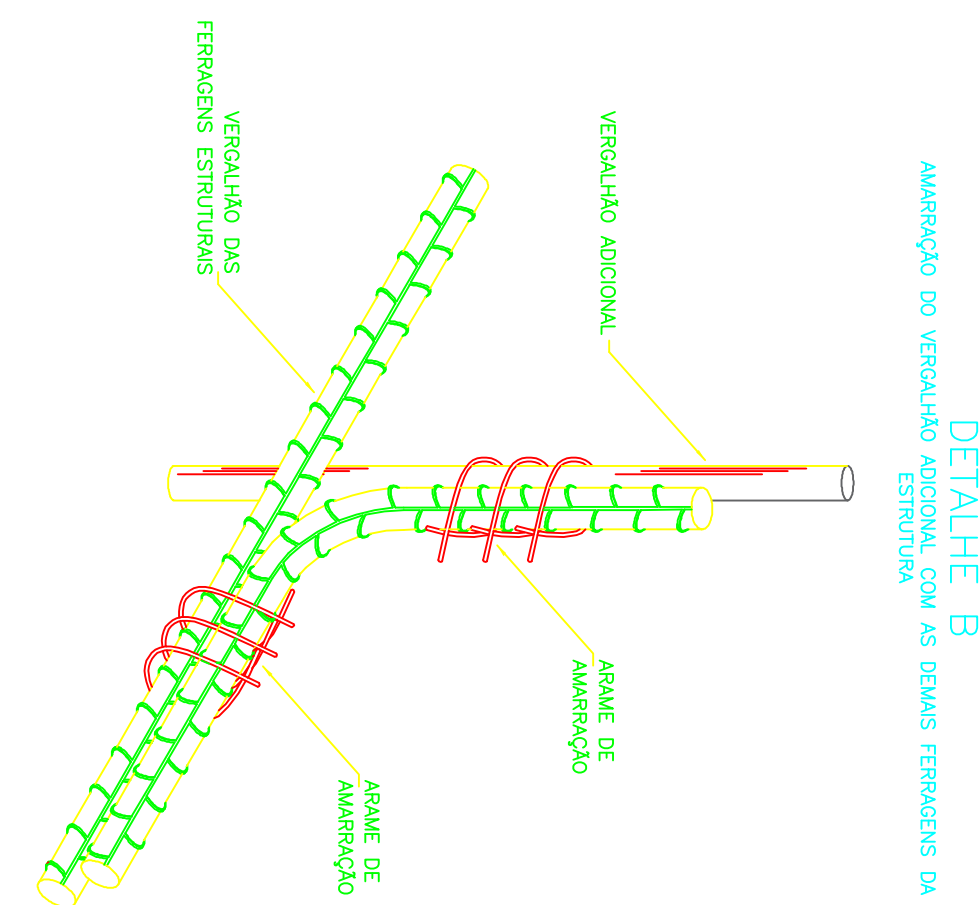 DETALHE B
AMARRAÇÃO DO VERGALHÃO ADICIONAL COM AS DEMAIS FERRAGENS DA
ESTRUTURA
VERGALHÃO ADICIONAL
ARAME DE
AMARRAÇÃO
VERGALHÃO DAS
FERRAGENS ESTRUTURAIS
ARAME DE
AMARRAÇÃO